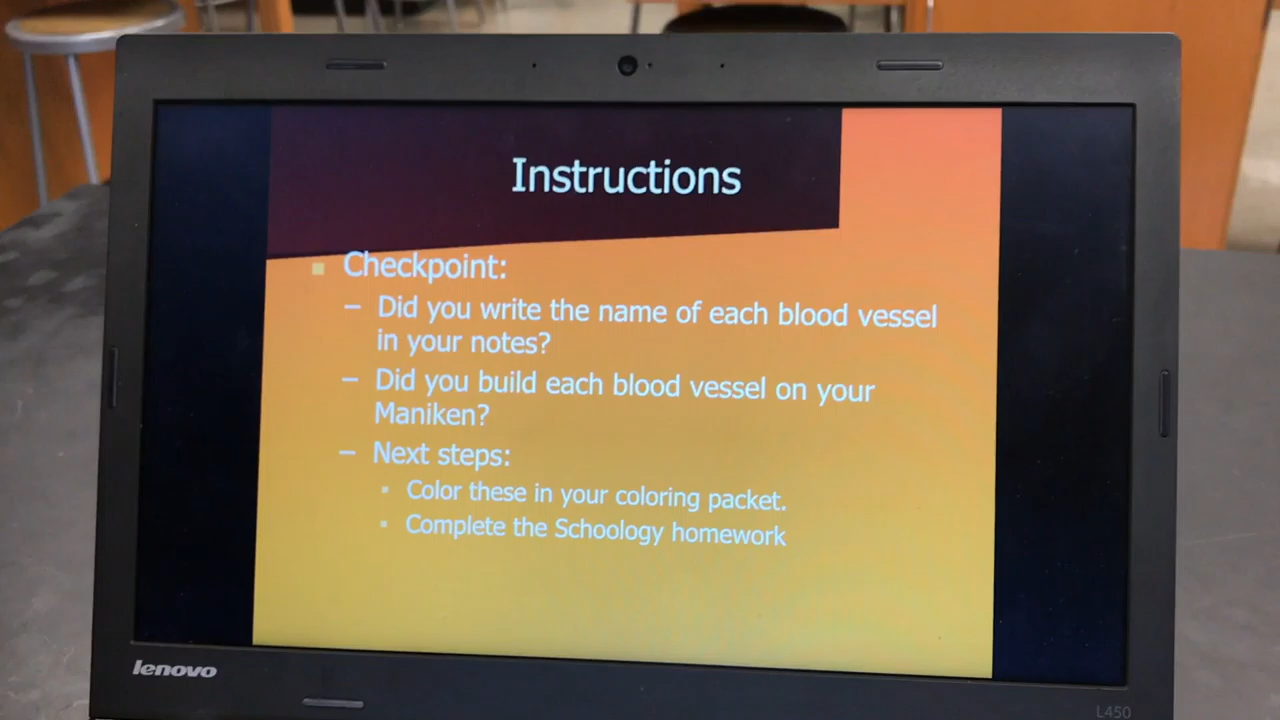 Instructions
Checkpoint:
– Did you write the name of each blood vessel
in your notes?
– Did you build each blood vessel on your
Maniken?
– Next steps:
Color these in your coloring packet.
Complete the Schoology homework
lenovo
L450